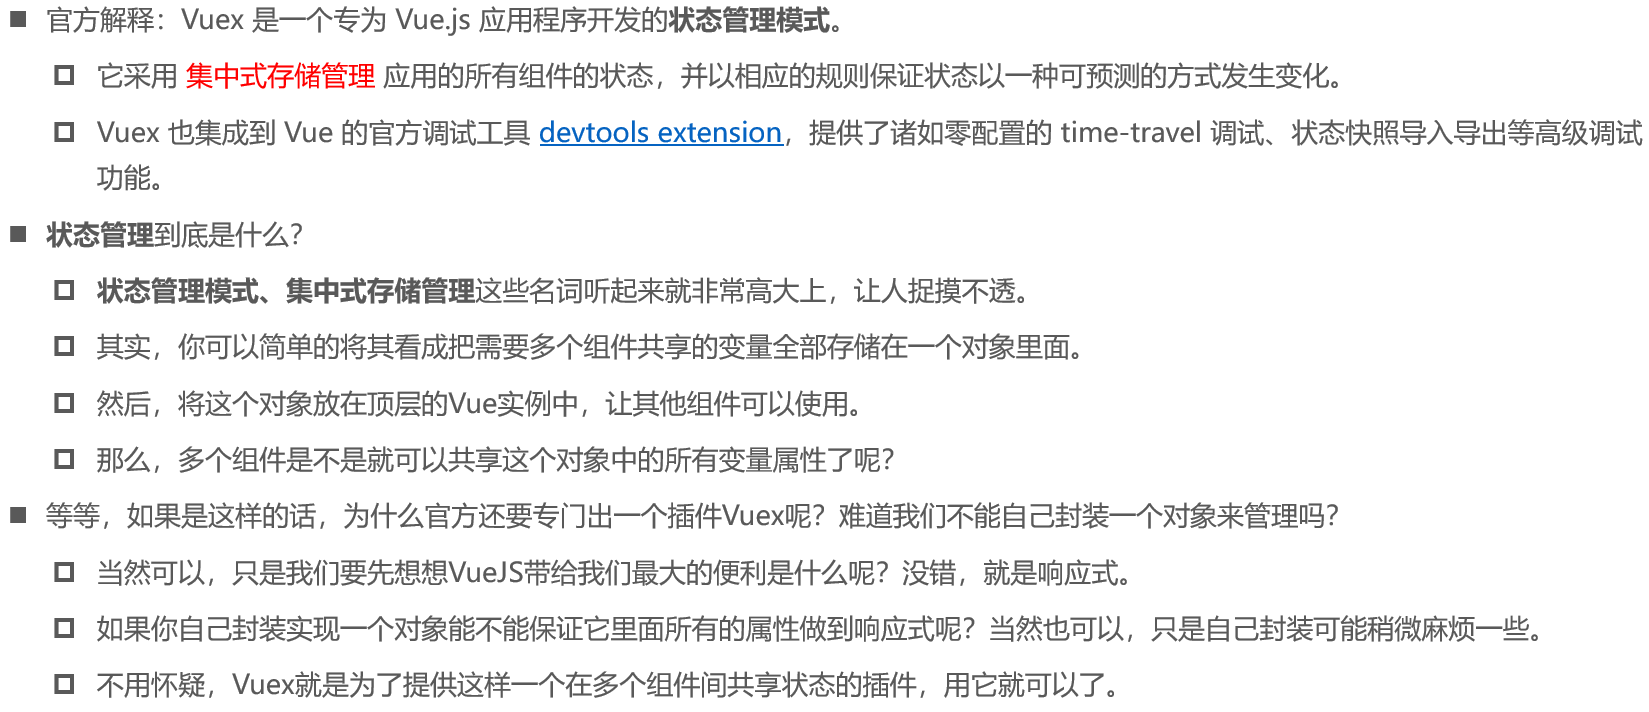 官方解释：Vuex 是一个专为 Vue.js 应用程序开发的状态管理模式。
它采用 集中式存储管理 应用的所有组件的状态，并以相应的规则保证状态以一种可预测的方式发生变化。
Vuex 也集成到 Vue 的官方调试工具 devtools extension，提供了诸如零配置的 time-travel 调试、状态快照导入导出等高级调试
功能。
状态管理到底是什么？
状态管理模式、集中式存储管理这些名词听起来就非常高大上，让人捉摸不透。
其实，你可以简单的将其看成把需要多个组件共享的变量全部存储在一个对象里面。
然后，将这个对象放在顶层的Vue实例中，让其他组件可以使用。
那么，多个组件是不是就可以共享这个对象中的所有变量属性了呢？
等等，如果是这样的话，为什么官方还要专门出一个插件Vuex呢？难道我们不能自己封装一个对象来管理吗？
当然可以，只是我们要先想想VueJS带给我们最大的便利是什么呢？没错，就是响应式。
如果你自己封装实现一个对象能不能保证它里面所有的属性做到响应式呢？当然也可以，只是自己封装可能稍微麻烦一些。
不用怀疑，Vuex就是为了提供这样一个在多个组件间共享状态的插件，用它就可以了。